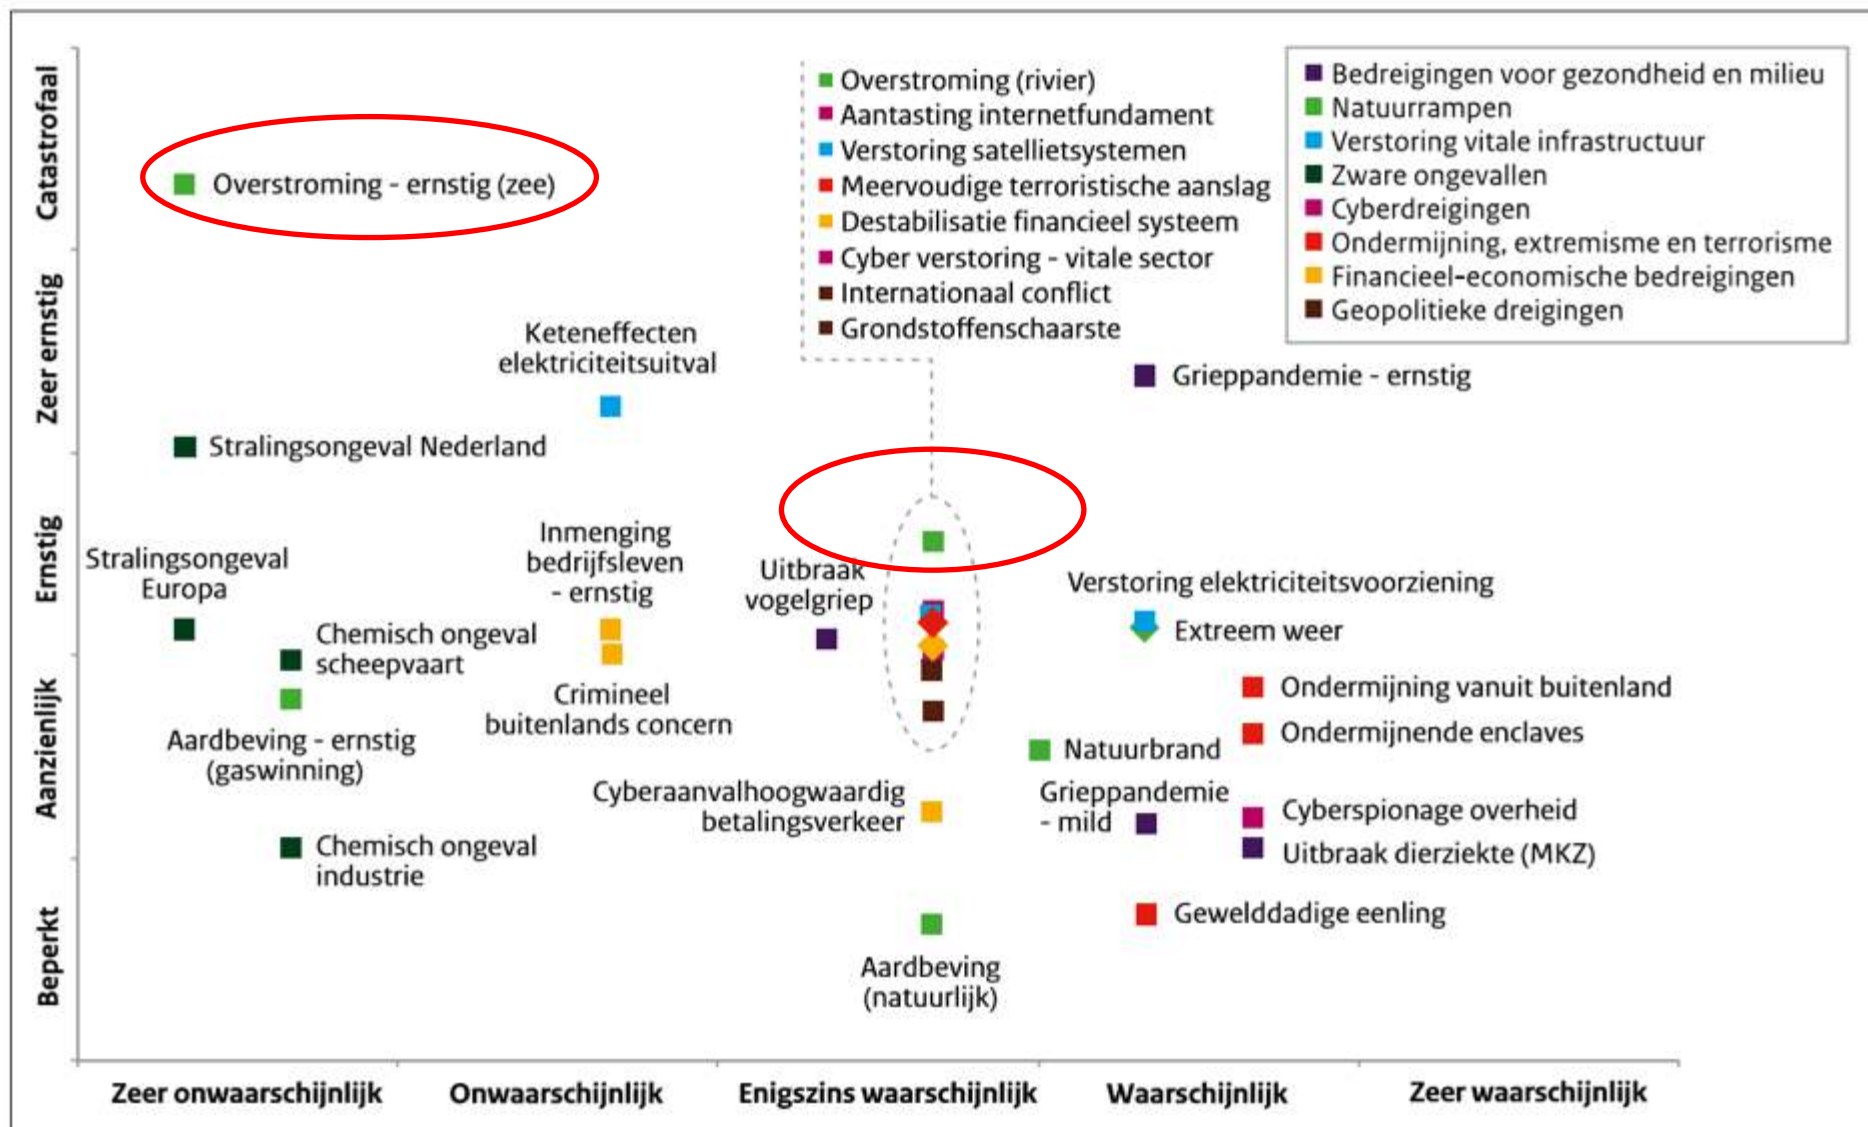 Catastrofaal
Zeer ernstig
Ernstig
Aanzienlijk
Beperkt
Overstroming - ernstig (zee)
Overstroming (rivier)
Aantasting internetfundament
Verstoring satellietsystemen
Meervoudige terroristische aanslag
Destabilisatie financieel systeem
Cyber verstoring - vitale sector
Internationaal conflict
Grondstoffenschaarste
Bedreigingen voor gezondheid en milieu
Natuurrampen
Verstoring vitale infrastructuur
Zware ongevallen
Cyberdreigingen
Ondermijning, extremisme en terrorisme
Financieel-economische bedreigingen
Geopolitieke dreigingen
Keteneffecten
elektriciteitsuitval
Grieppandemie - ernstig
Stralingsongeval Nederland
Stralingsongeval
Europa
Inmenging
bedrijfsleven
- ernstig
Uitbraak
vogelgriep
Verstoring elektriciteitsvoorziening
Extreem weer
Chemisch ongeval
scheepvaart
Crimineel
buitenlands concern
Ondermijning vanuit buitenland
Ondermijnende enclaves
Aardbeving - ernstig
(gaswinning)
Natuurbrand
Cyberaanvalhoogwaardig
betalingsverkeer
Grieppandemie
- mild
Cyberspionage overheid
Uitbraak dierziekte (MKZ)
Chemisch ongeval
industrie
Gewelddadige eenling
Aardbeving
(natuurlijk)
Zeer onwaarschijnlijk
Onwaarschijnlijk
Enigszins waarschijnlijk
Waarschijnlijk
Zeer waarschijnlijk